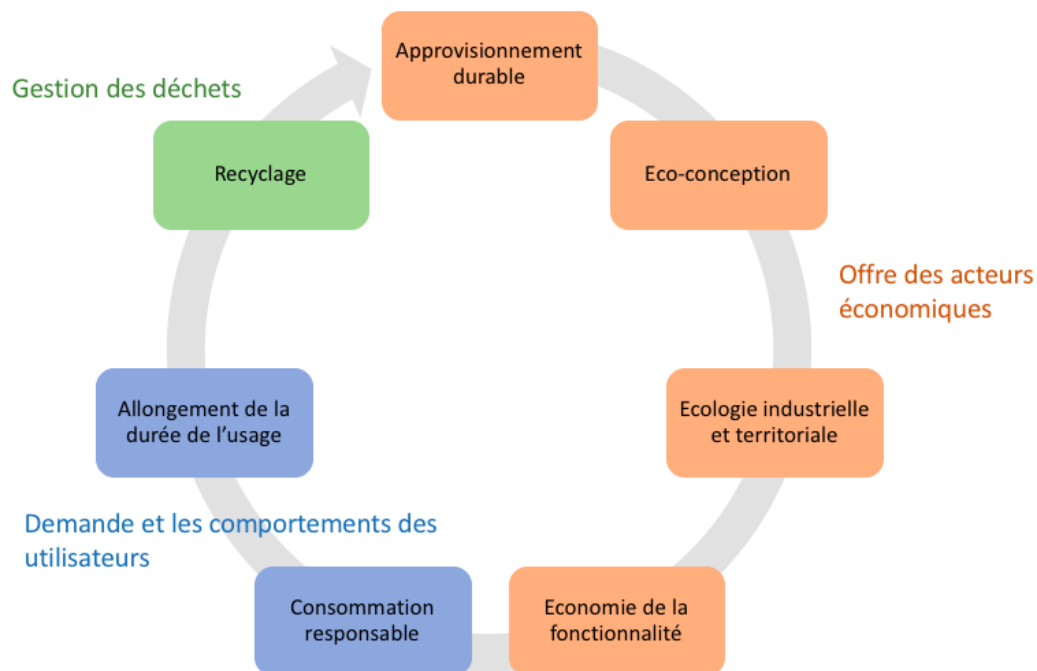 Approvisionnement
durable
Gestion des déchets
Recyclage
Eco-conception
Offre des acteurs
économiques
Allongement de la
durée de l'usage
Ecologie industrielle
et territoriale
Demande et les comportements des
utilisateurs
Consommation
responsable
Economie de la
fonctionnalité